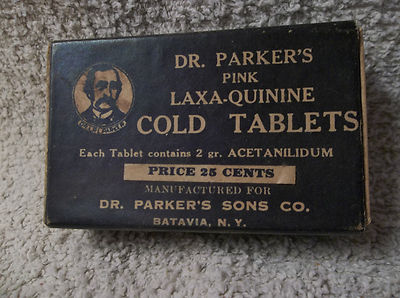 DR. PARKER'S
PINK
LAXA-QUININE
COLD TABLETS
Each Tablet contains 2 gr. ACETANILIDUM
PRICE 25 CENTS
MANUFACTURED FOR
DR. PARKER'S SONS CO.
BATAVIA, N. Y.